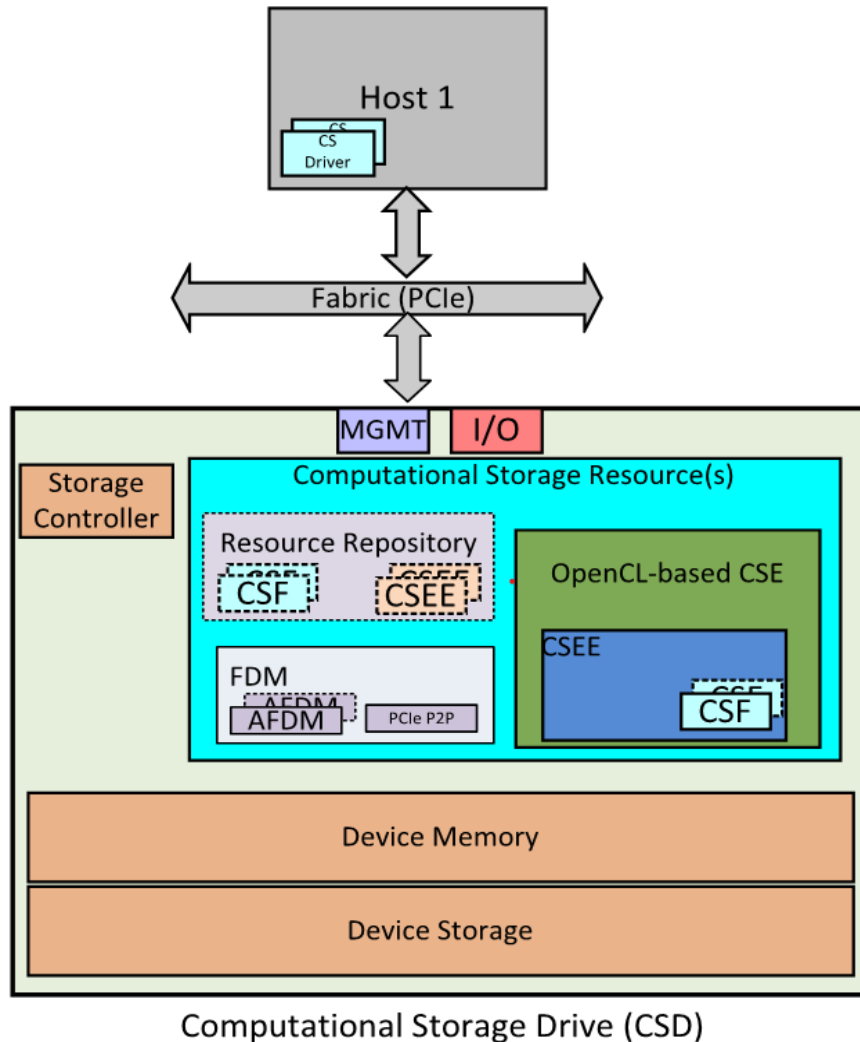 Host 1
CS
CS
Driver
Fabric (PCIe)
MGMT
I/O
Storage
Controller
Computational Storage Resource(s)
Resource Repository
CSF
CSEE
OpenCL-based CSE
CSEE
CSF
FDM
AFDM
AFDM
PCIe P2P
Device Memory
Device Storage
Computational Storage Drive (CSD)